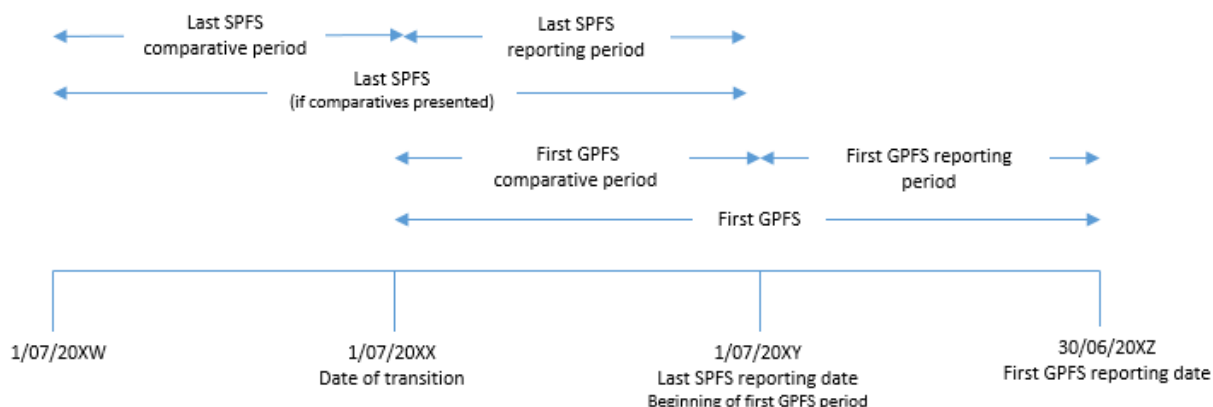 Last SPFS
comparative period
Last SPFS
reporting period
Last SPFS
(if comparatives presented)
First GPFS
comparative period
First GPFS reporting
period
First GPFS
1/07/20XW
1/07/20XX
Date of transition
1/07/20XY
Last SPFS reporting date
Beginning of first GPFS period
30/06/20XZ
First GPFS reporting date